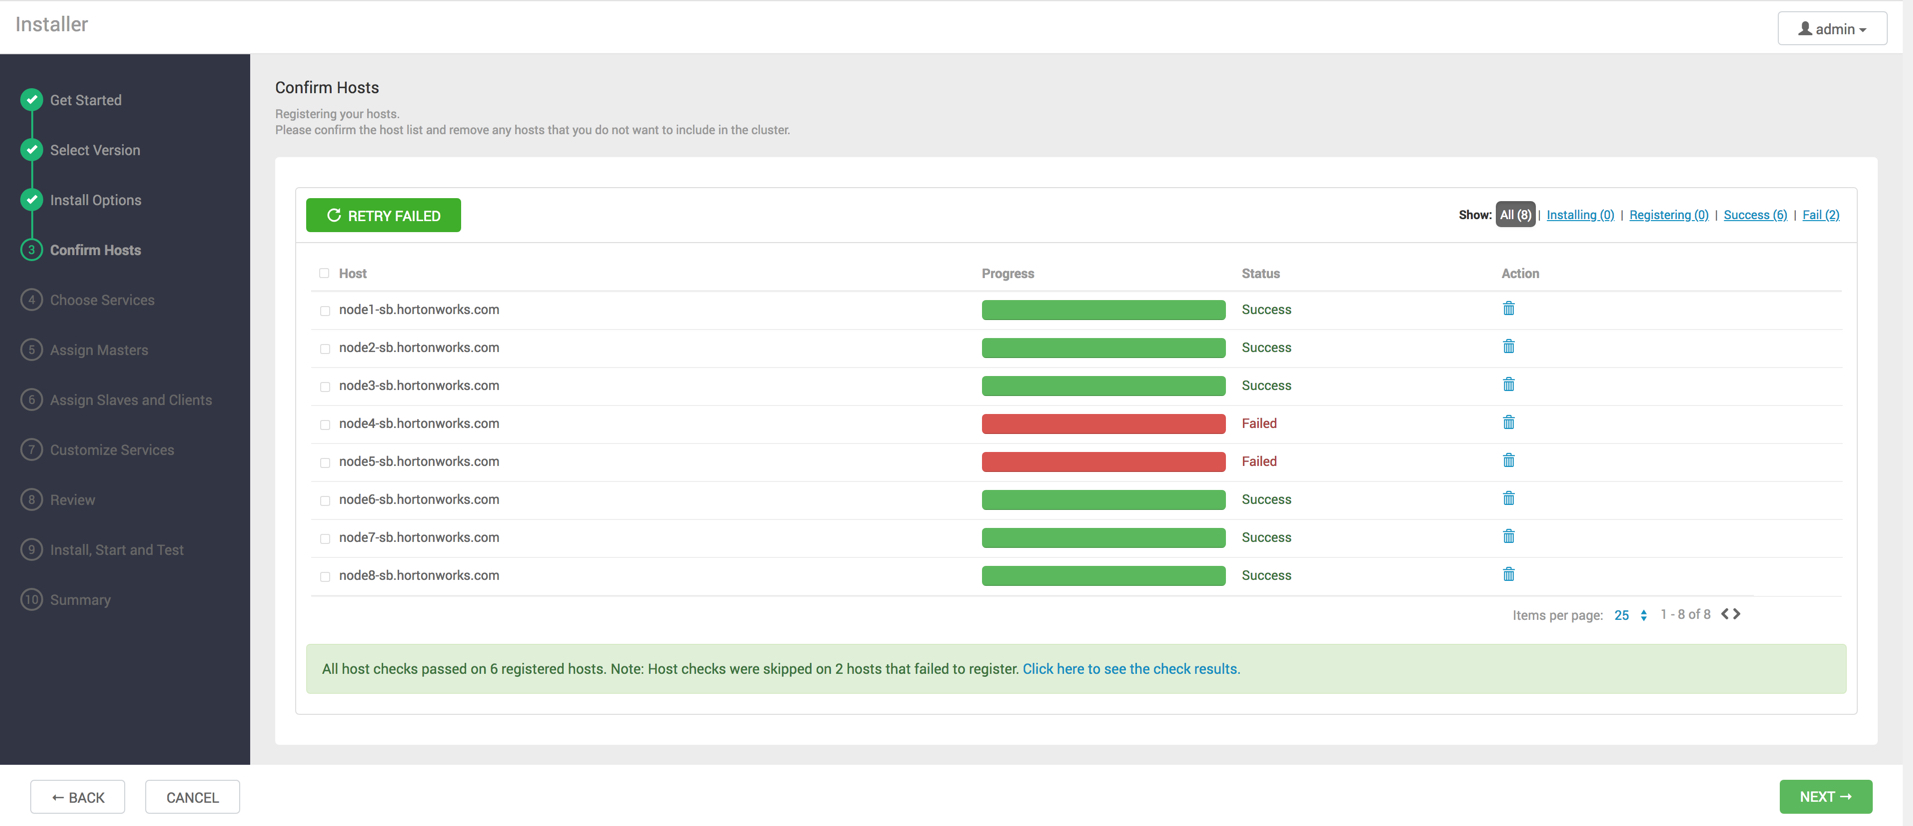 Installer
admin
Get Started
Select Version
Install Options
3 Confirm Hosts
4 Choose Services
5 Assign Masters
6 Assign Slaves and Clients
7 Customize Services
8 Review
9 Install, Start and Test
10 Summary
Confirm Hosts
Registering your hosts.
Please confirm the host list and remove any hosts that you do not want to include in the cluster.
RETRY FAILED
Show: All (8) | Installing (0) | Registering (0) | Success (6) | Fail (2)
Host Progress Status Action
node1-sb.hortonworks.com Success
node2-sb.hortonworks.com Success
node3-sb.hortonworks.com Success
node4-sb.hortonworks.com Failed
node5-sb.hortonworks.com Failed
node6-sb.hortonworks.com Success
node7-sb.hortonworks.com Success
node8-sb.hortonworks.com Success
Items per page: 25 1 - 8 of 8
All host checks passed on 6 registered hosts. Note: Host checks were skipped on 2 hosts that failed to register. Click here to see the check results.
← BACK
CANCEL
NEXT →